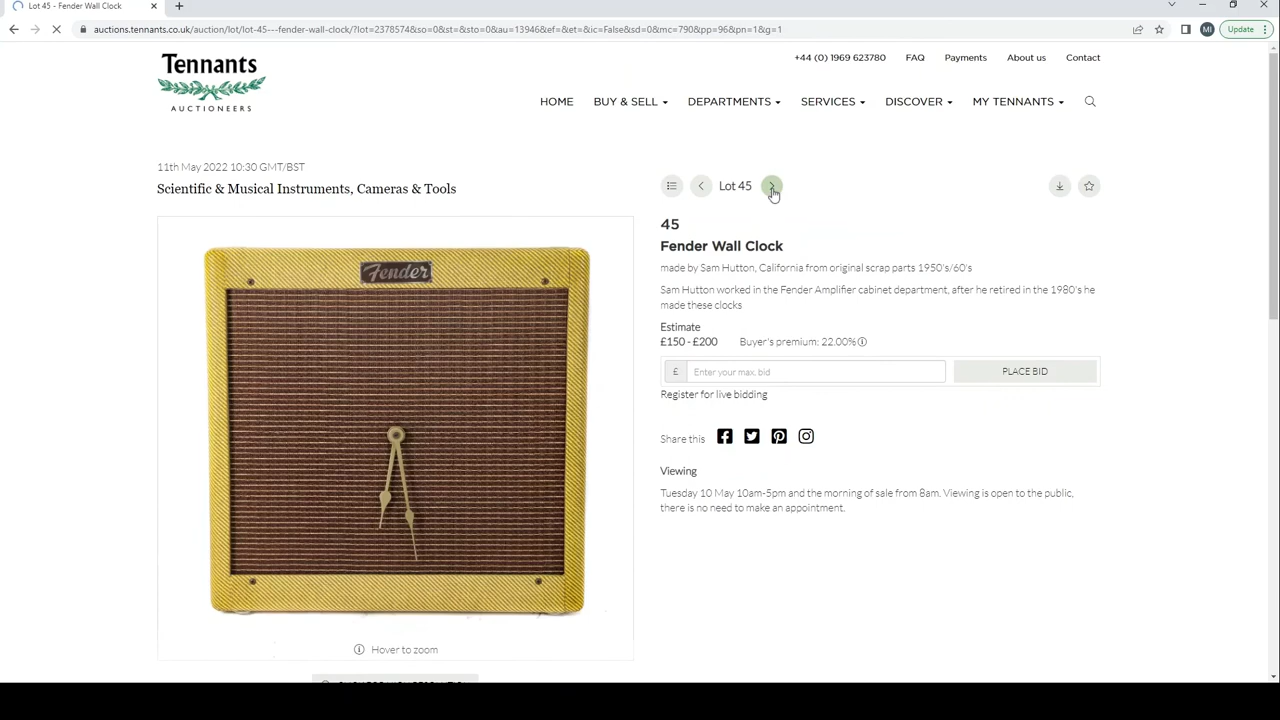 Lot 45 - Fender Wall Clock
auctions.tennants.co.uk/auction/lot/lot-45---fender-wall-clock/?lot=2378574&so=0&st=&sto=0&au=13946&ef=&et=&ic=False&sd=0&mc=790&pp=96&pn=1&g=1
MI
Update
Tennants
AUCTIONEERS
+44 (0) 1969 623780
FAQ
Payments
About us
Contact
HOME
BUY & SELL
DEPARTMENTS
SERVICES
DISCOVER
MY TENNANTS
11th May 2022 10:30 GMT/BST
Scientific & Musical Instruments, Cameras & Tools
Fender
Hover to zoom
Lot 45
45
Fender Wall Clock
made by Sam Hutton, California from original scrap parts 1950's/60's
Sam Hutton worked in the Fender Amplifier cabinet department, after he retired in the 1980's he
made these clocks
Estimate
£150 - £200 Buyer's premium: 22.00%
£ Enter your max. bid PLACE BID
Register for live bidding
Share this
Viewing
Tuesday 10 May 10am-5pm and the morning of sale from 8am. Viewing is open to the public,
there is no need to make an appointment.